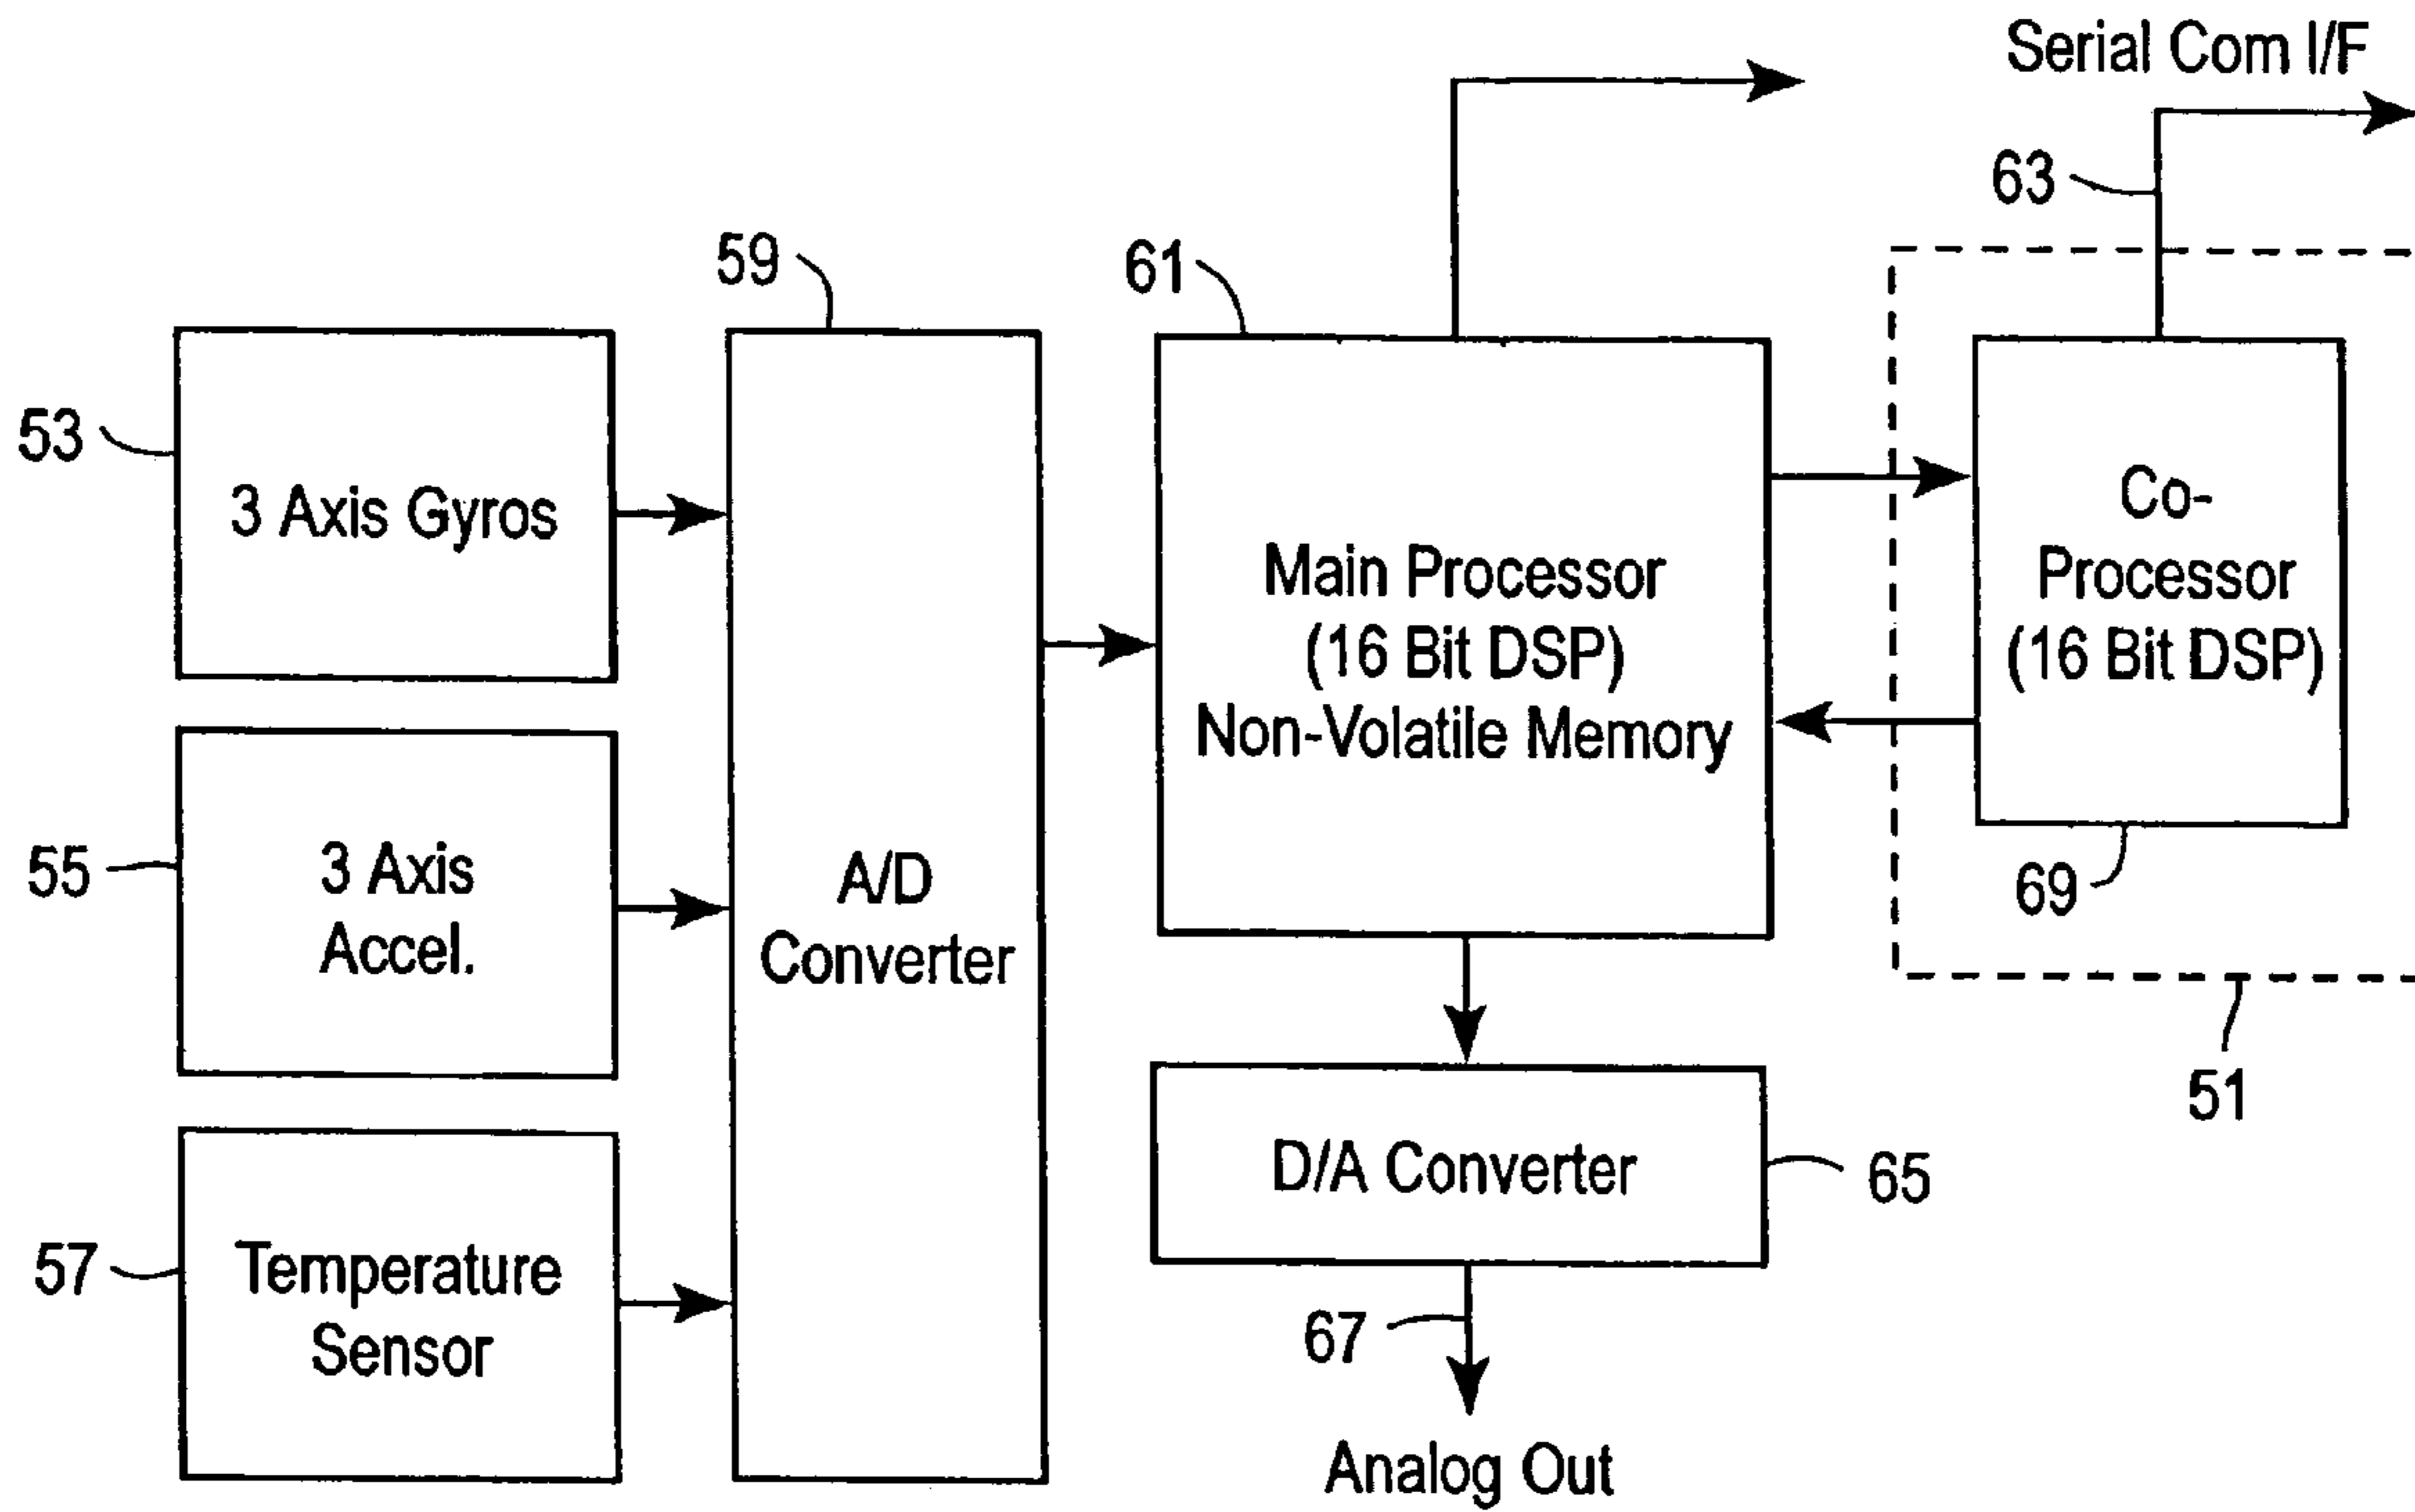 Serial Com I/F
63
59
61
53
3 Axis Gyros
Co-
Processor
(16 Bit DSP)
Main Processor
(16 Bit DSP)
Non-Volatile Memory
55
3 Axis
Accel.
A/D
Converter
69
51
D/A Converter
65
57
Temperature
Sensor
67
Analog Out